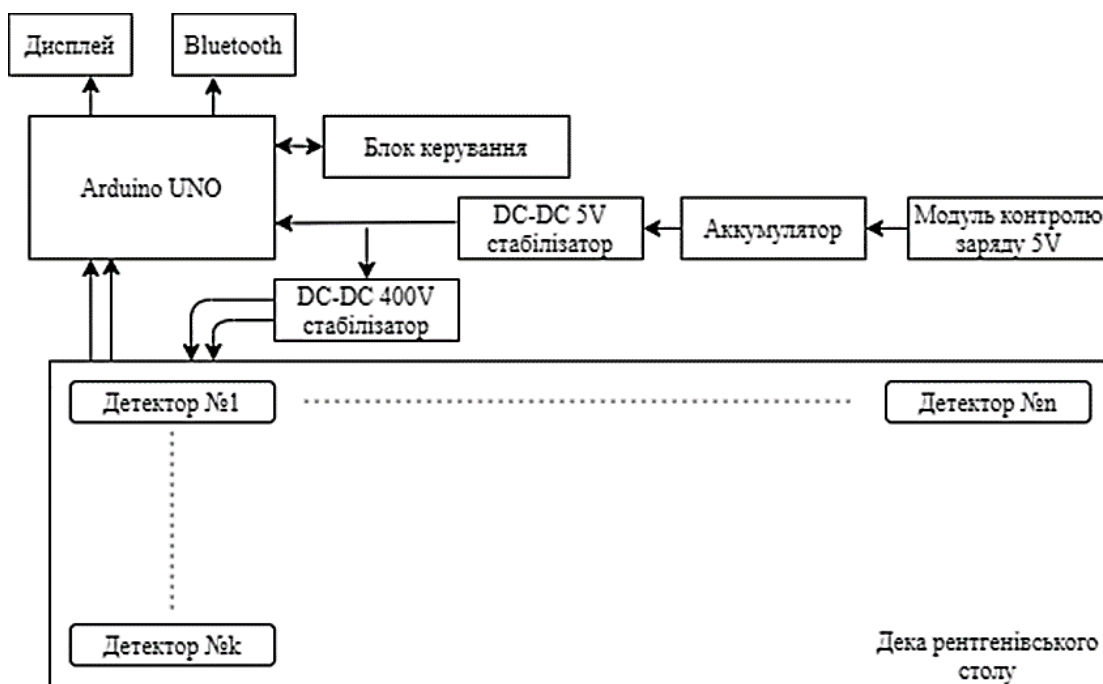 Дисплей
Bluetooth
Arduino UNO
Блок керування
DC-DC 5V
стабілізатор
Аккумулятор
Модуль контролю
заряду 5V
DC-DC 400V
стабілізатор
Детектор №1
Детектор №n
Детектор №k
Дека рентгенівського
столу